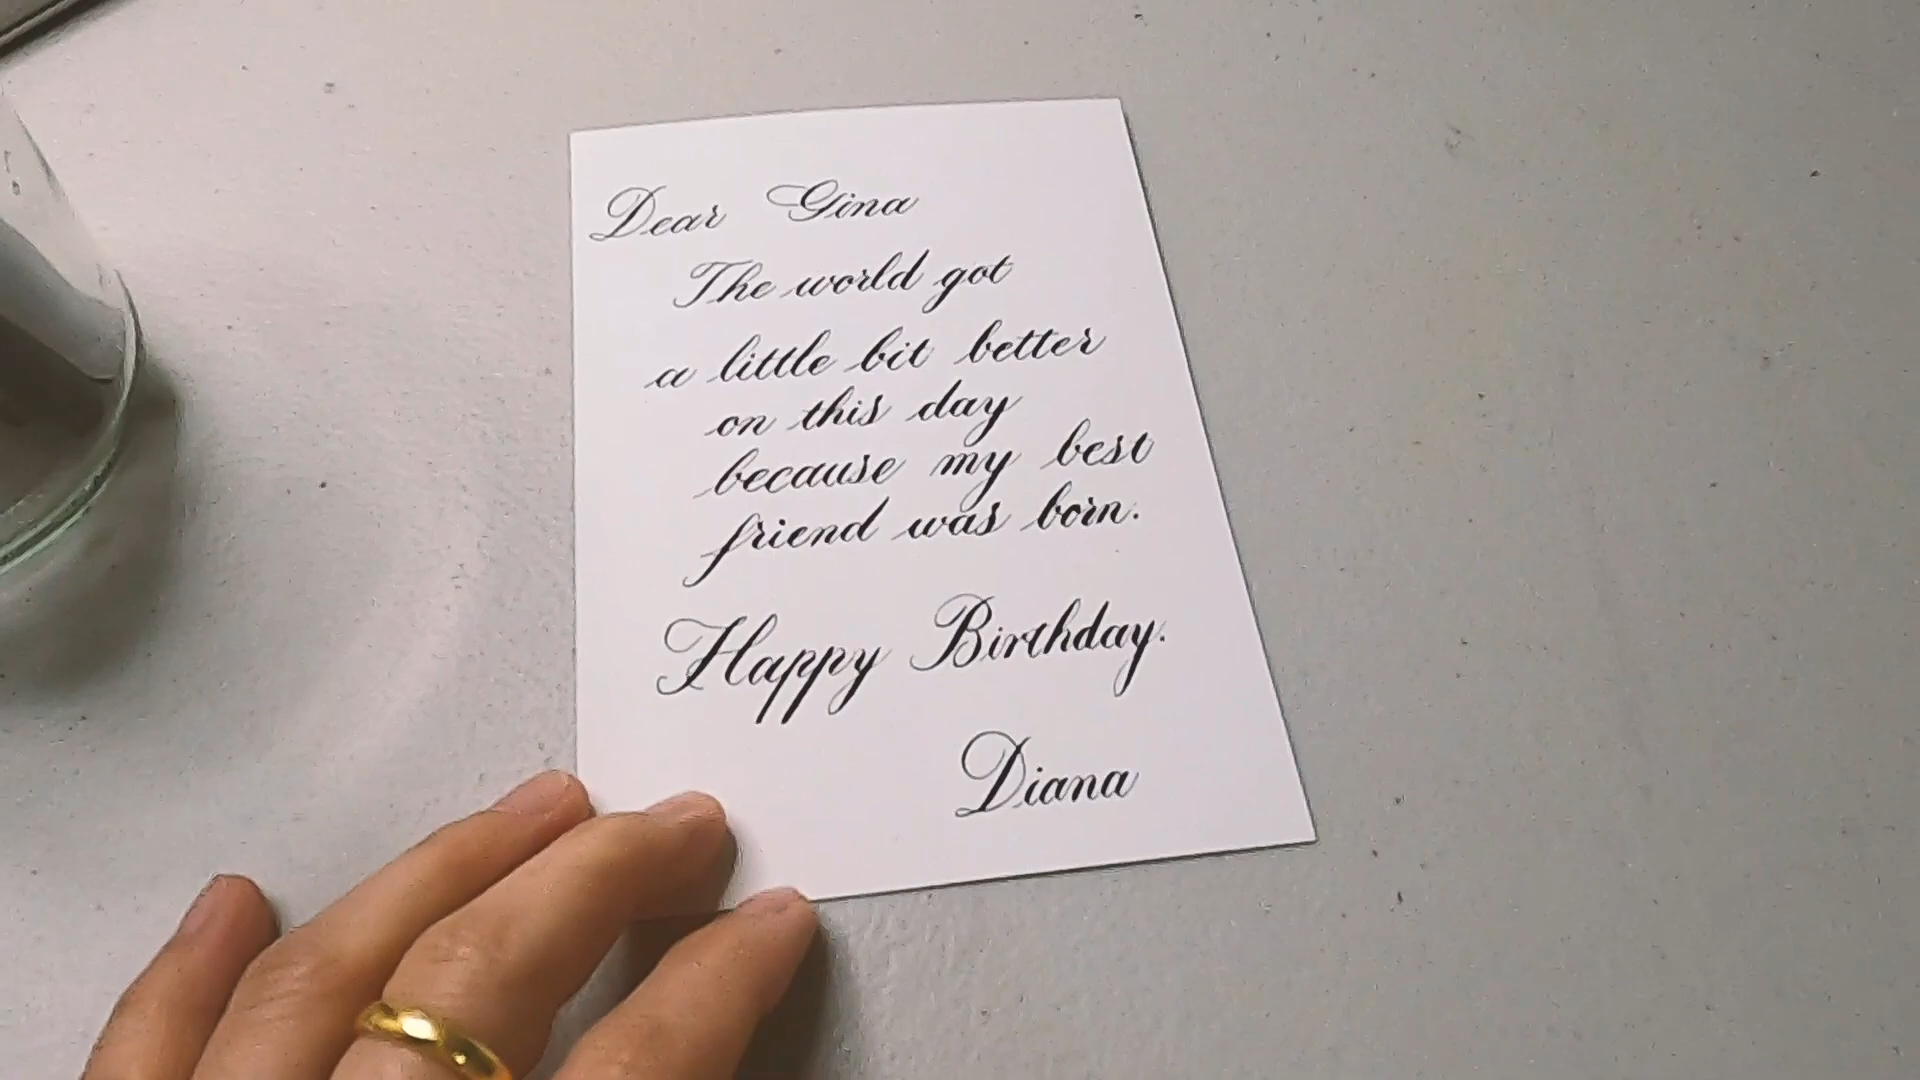 Dear Gina
The world got
a little bit better
on this day
because my best
friend was born.
Happy Birthday.
Diana